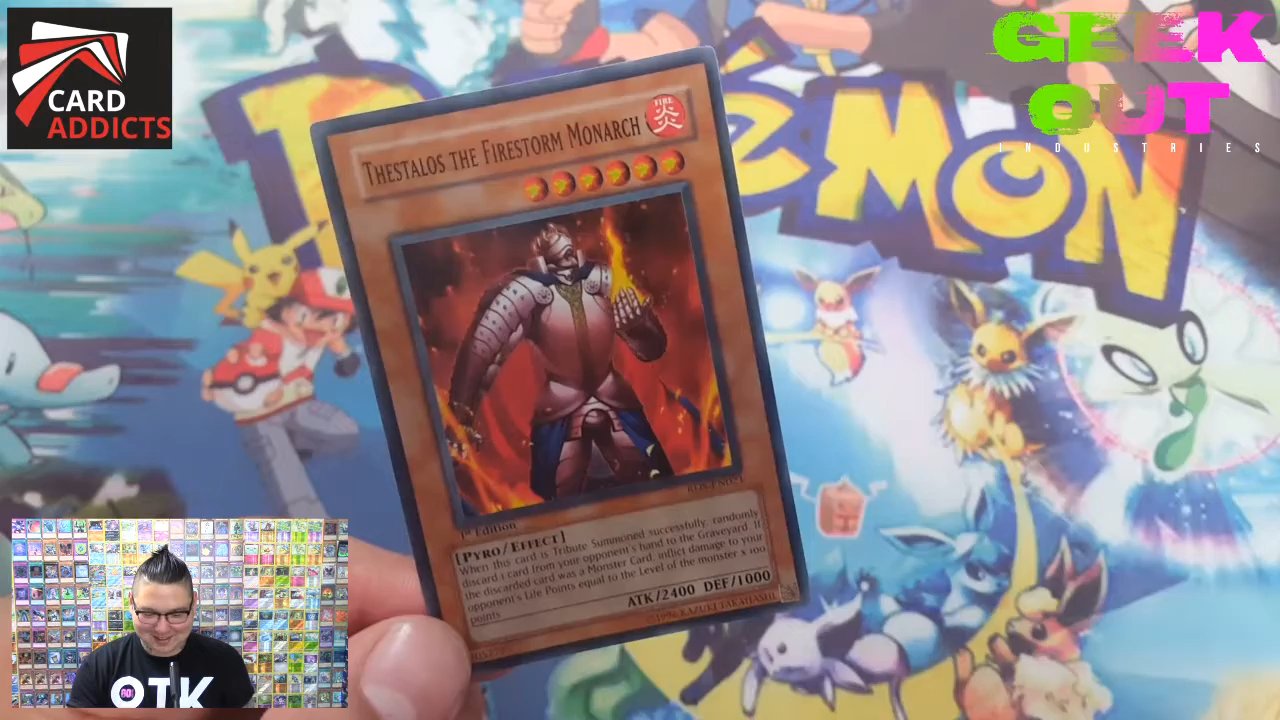 CARD
ADDICTS
GEEK
OUT
INDUSTRIES
POKÉMON
THESTALOS THE FIRESTORM MONARCH
FIRE
炎
1st Edition
[PYRO/EFFECT]
When this card is Tribute Summoned successfully, randomly
discard 1 card from your opponent's hand to the Graveyard. If
the discarded card was a Monster Card, inflict damage to your
opponent's Life Points equal to the Level of the monster x 100
points
ATK/2400 DEF/1000
©1996 KAZUKI TAKAHASHI
OTK